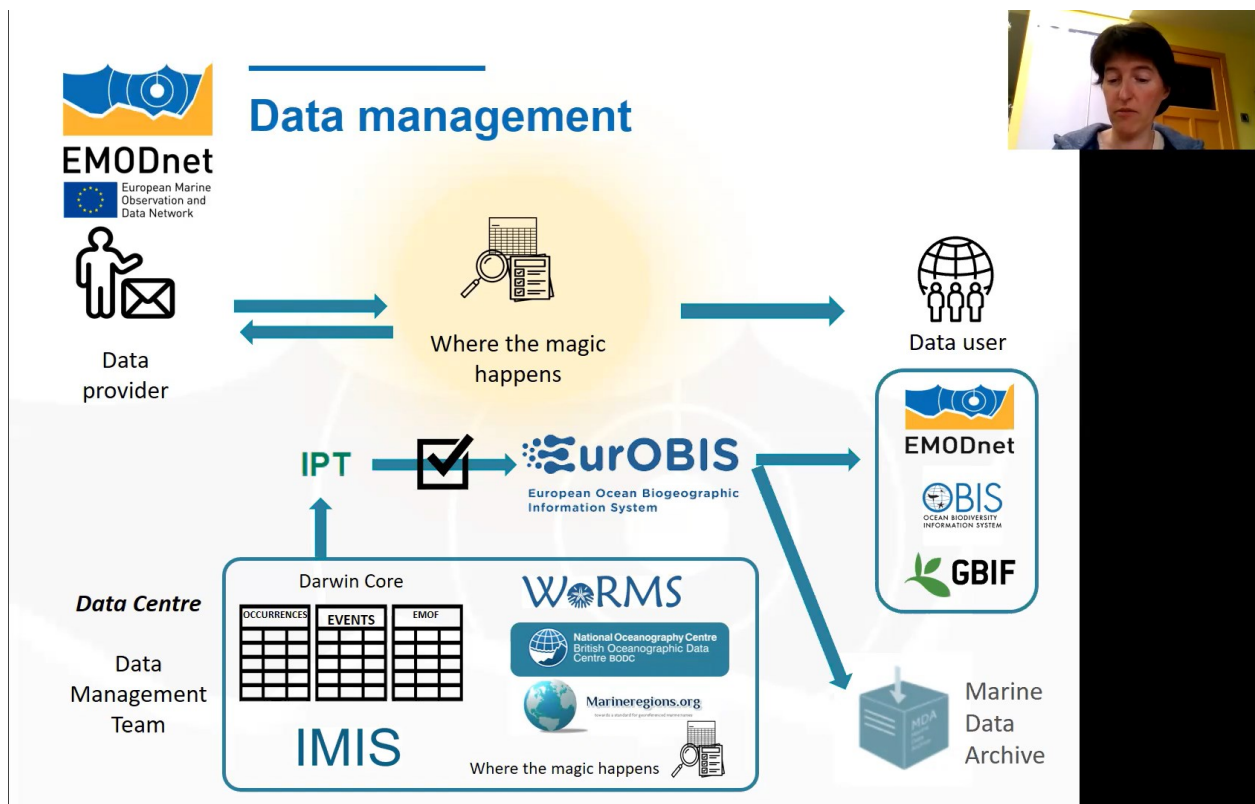 Data management
EMODnet
European Marine
Observation and
Data Network
Data
provider
Where the magic
happens
Data user
IPT
EurOBIS
European Ocean Biogeographic
Information System
EMODnet
OBIS
OCEAN BIODIVERSITY
INFORMATION SYSTEM
GBIF
Data Centre
Data
Management
Team
Darwin Core
OCCURRENCES
EVENTS
EMOF
IMIS
WoRMS
National Oceanography Centre
British Oceanographic Data
Centre BODC
Marineregions.org
Where the magic happens
MDA
Marine
Data
Archive